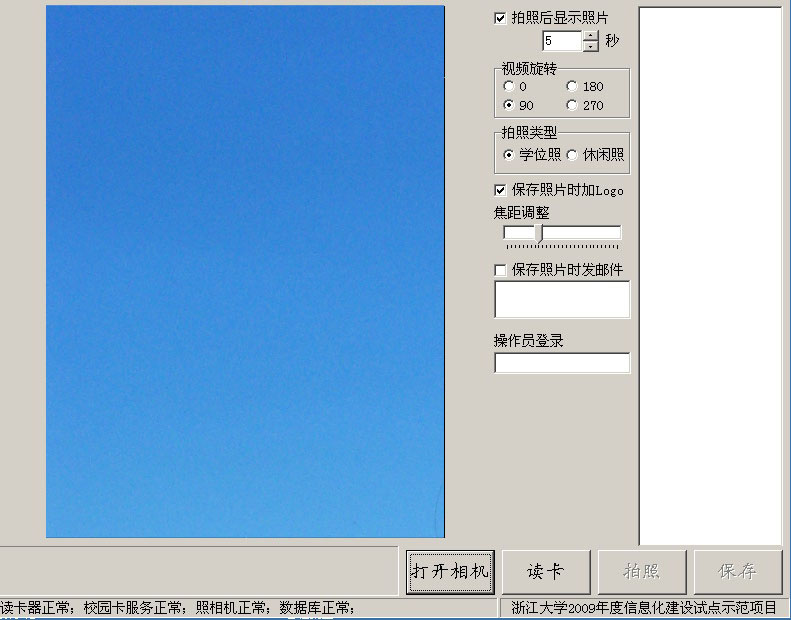 拍照后显示照片
5 秒
视频旋转
0 180
90 270
拍照类型
学位照 休闲照
保存照片时加Logo
焦距调整
保存照片时发邮件
操作员登录
打开相机 读卡 拍照 保存
读卡器正常；校园卡服务正常；照相机正常；数据库正常； 浙江大学2009年度信息化建设试点示范项目